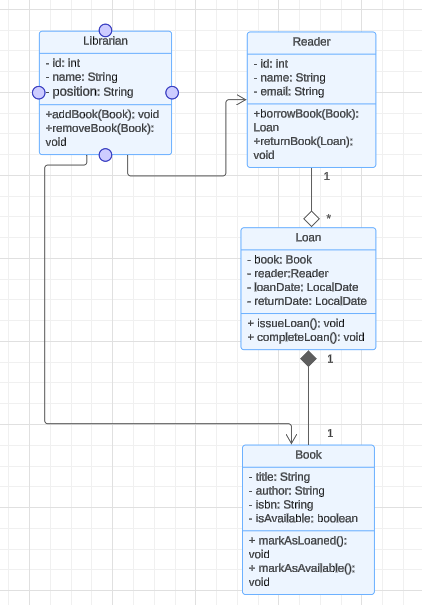 Librarian
- id: int
- name: String
- position: String
+addBook(Book): void
+removeBook(Book):
void
Reader
- id: int
- name: String
- email: String
+borrowBook(Book):
Loan
+returnBook(Loan):
void
1
*
Loan
- book: Book
- reader:Reader
- loanDate: LocalDate
- returnDate: LocalDate
+ issueLoan(): void
+ completeLoan(): void
1
1
Book
- title: String
- author: String
- isbn: String
- isAvailable: boolean
+ markAsLoaned():
void
+ markAsAvailable():
void